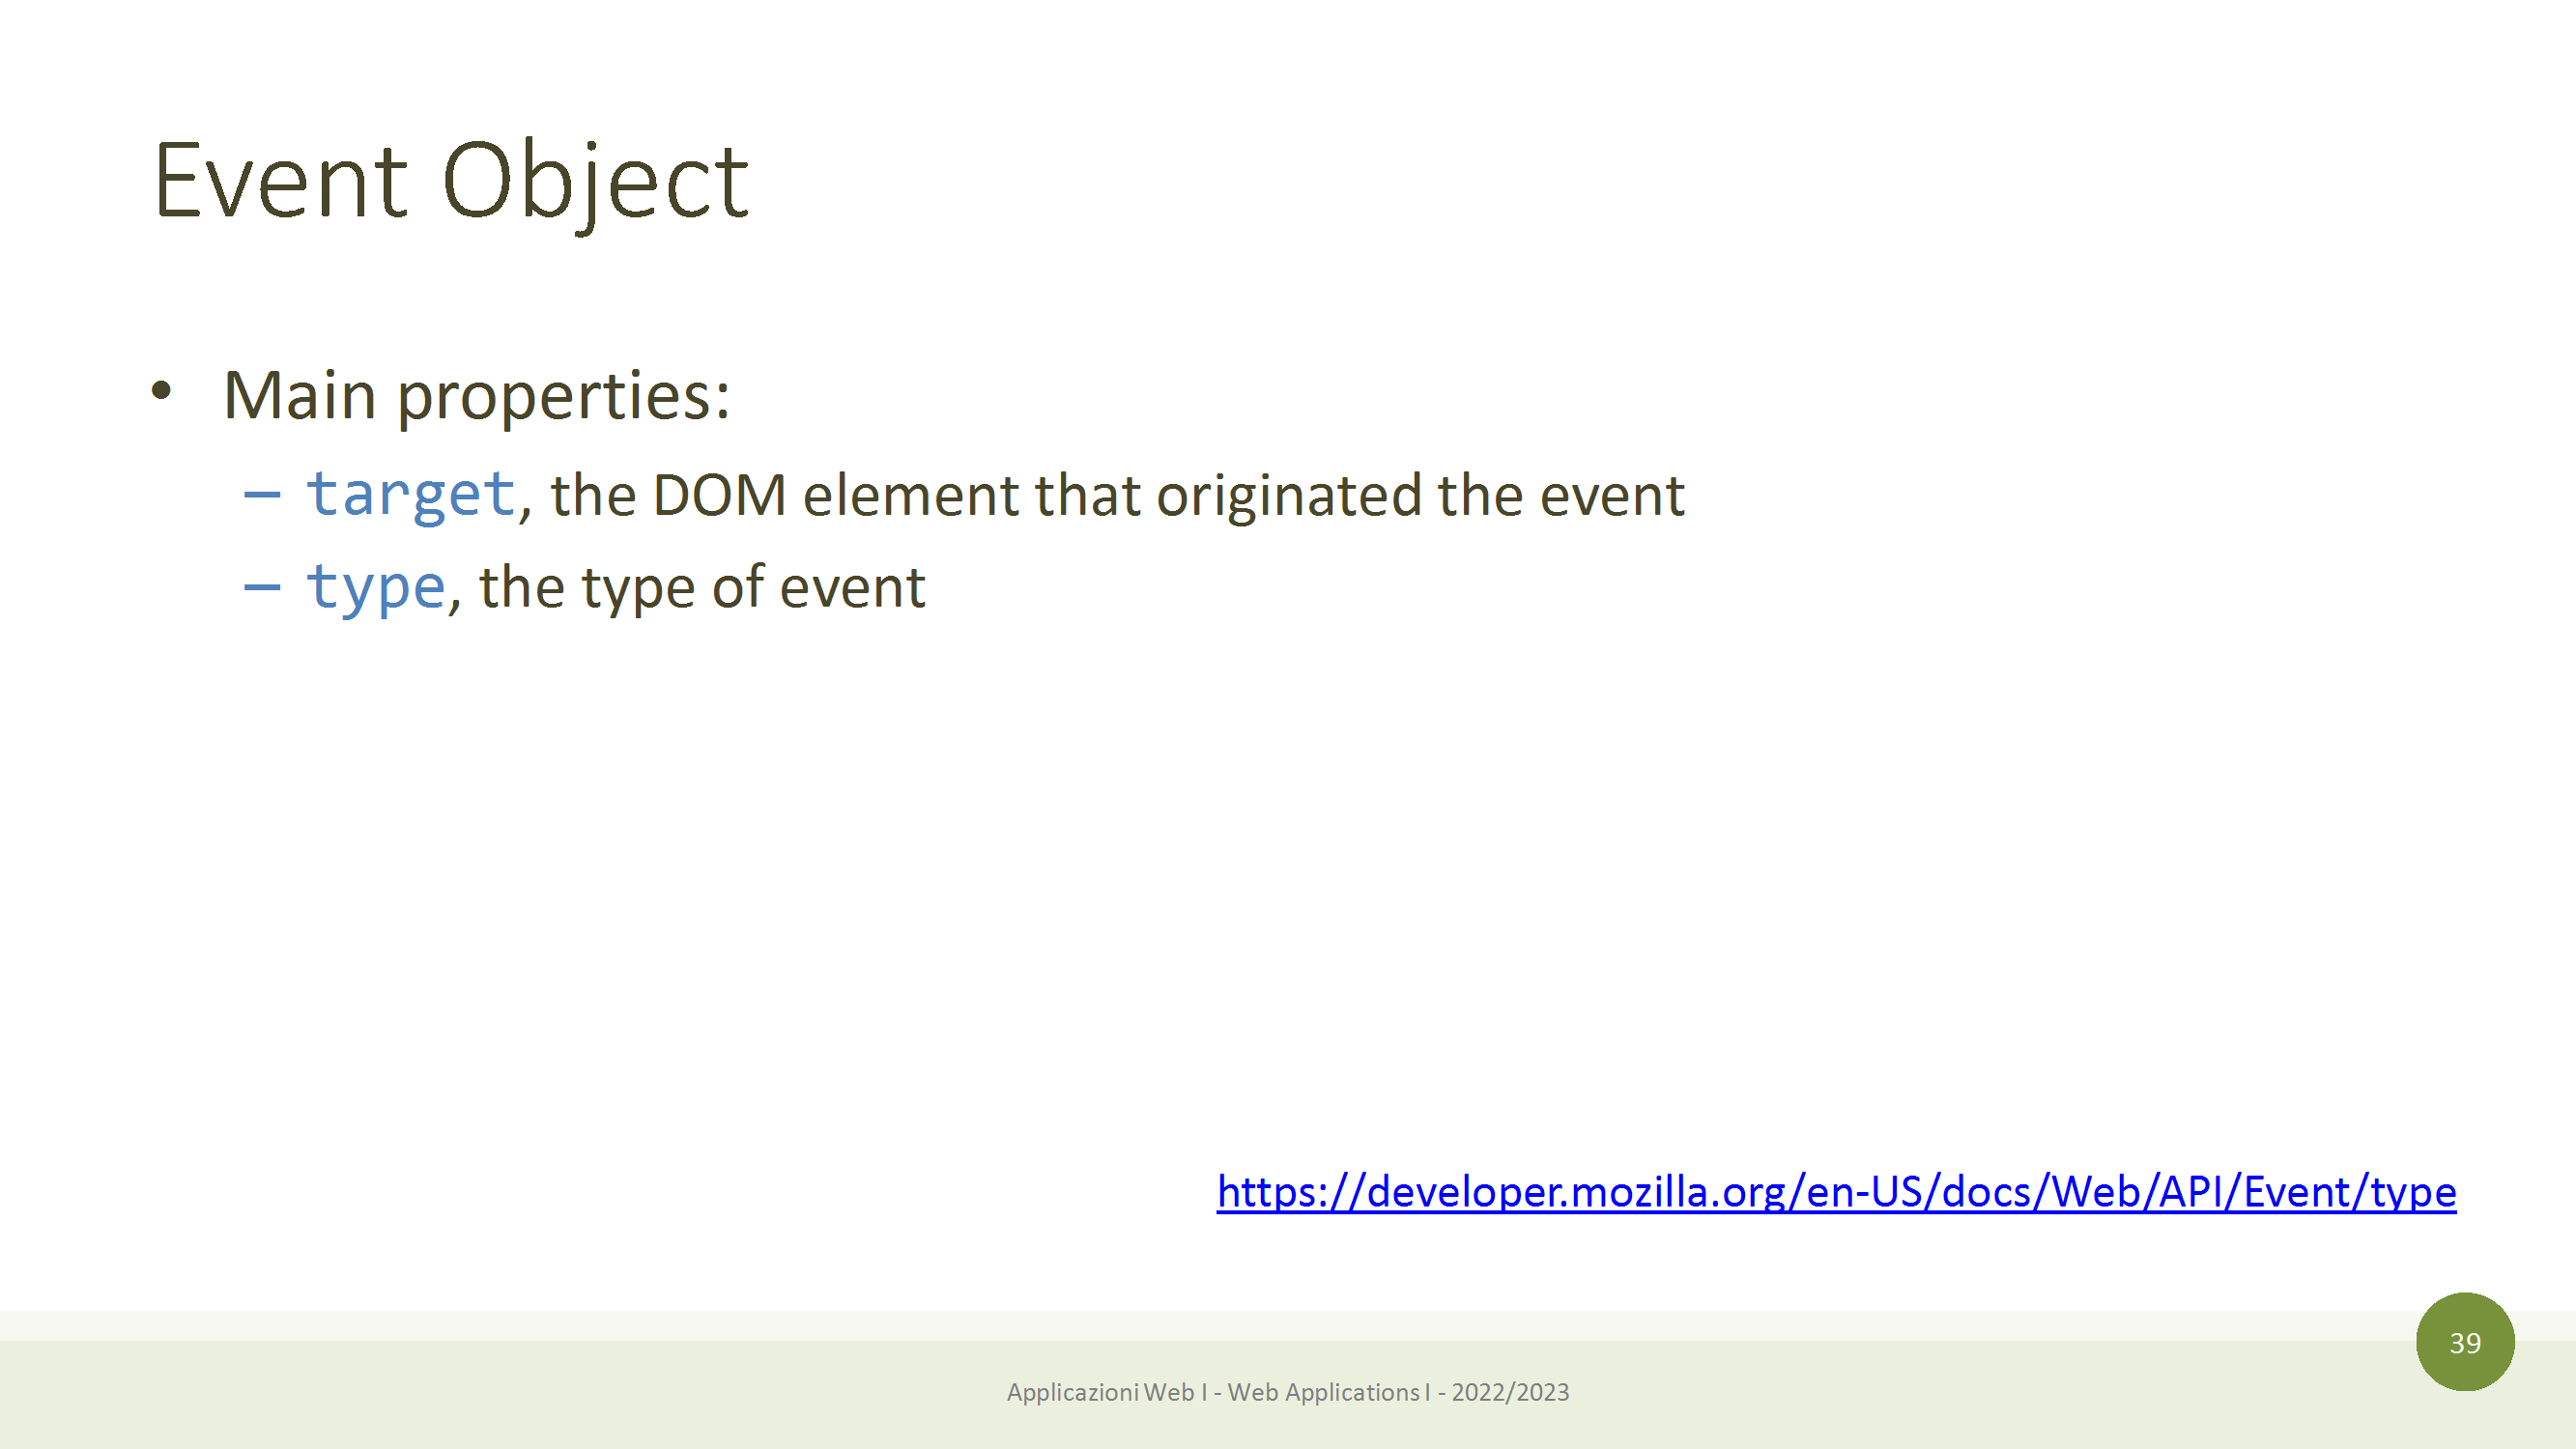 Event Object
• Main properties:
– target, the DOM element that originated the event
– type, the type of event
https://developer.mozilla.org/en-US/docs/Web/API/Event/type
39
Applicazioni Web I - Web Applications I - 2022/2023